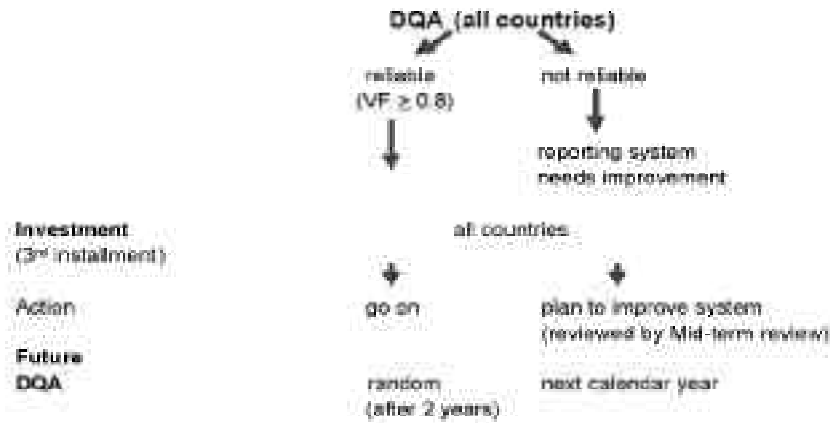 DQA (all countries)
reliable
(VF ≥ 0.8)
not reliable
reporting system
needs improvement
Investment
(3rd installment)
all countries
Action
go on
plan to improve system
(reviewed by Mid-term review)
Future
DQA
random
(after 2 years)
next calendar year